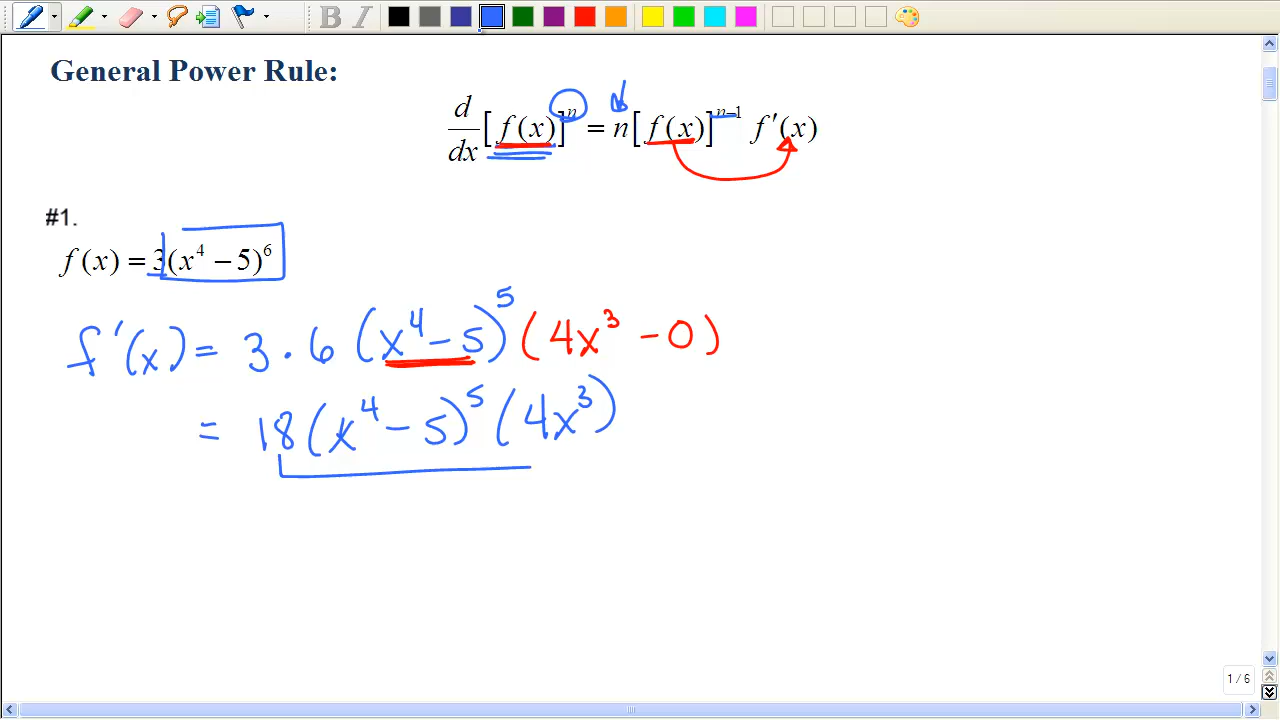 General Power Rule:
d/dx [f(x)]^n = n[f(x)]^(n−1) f'(x)
#1.
f(x) = 3(x^4 − 5)^6
f'(x) = 3 · 6 (x^4 − 5)^5 (4x^3 − 0)
= 18(x^4 − 5)^5 (4x^3)
1 / 6